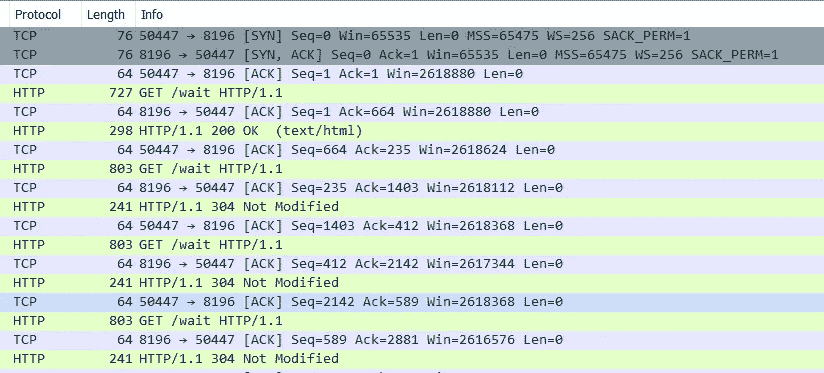 Protocol Length Info
TCP 76 50447 → 8196 [SYN] Seq=0 Win=65535 Len=0 MSS=65475 WS=256 SACK_PERM=1
TCP 76 8196 → 50447 [SYN, ACK] Seq=0 Ack=1 Win=65535 Len=0 MSS=65475 WS=256 SACK_PERM=1
TCP 64 50447 → 8196 [ACK] Seq=1 Ack=1 Win=2618880 Len=0
HTTP 727 GET /wait HTTP/1.1
TCP 64 8196 → 50447 [ACK] Seq=1 Ack=664 Win=2618880 Len=0
HTTP 298 HTTP/1.1 200 OK (text/html)
TCP 64 50447 → 8196 [ACK] Seq=664 Ack=235 Win=2618624 Len=0
HTTP 803 GET /wait HTTP/1.1
TCP 64 8196 → 50447 [ACK] Seq=235 Ack=1403 Win=2618112 Len=0
HTTP 241 HTTP/1.1 304 Not Modified
TCP 64 50447 → 8196 [ACK] Seq=1403 Ack=412 Win=2618368 Len=0
HTTP 803 GET /wait HTTP/1.1
TCP 64 8196 → 50447 [ACK] Seq=412 Ack=2142 Win=2617344 Len=0
HTTP 241 HTTP/1.1 304 Not Modified
TCP 64 50447 → 8196 [ACK] Seq=2142 Ack=589 Win=2618368 Len=0
HTTP 803 GET /wait HTTP/1.1
TCP 64 8196 → 50447 [ACK] Seq=589 Ack=2881 Win=2616576 Len=0
HTTP 241 HTTP/1.1 304 Not Modified